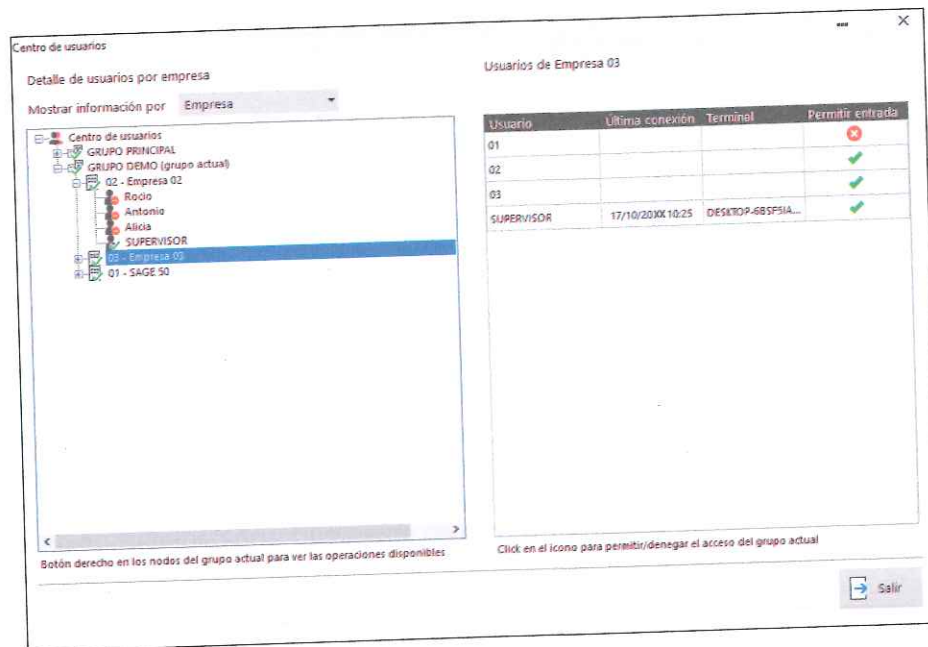 Centro de usuarios
Detalle de usuarios por empresa
Mostrar información por Empresa
Centro de usuarios
GRUPO PRINCIPAL
GRUPO DEMO (grupo actual)
02 - Empresa 02
Rocio
Antonio
Alicia
SUPERVISOR
03 - Empresa 03
01 - SAGE 50
Botón derecho en los nodos del grupo actual para ver las operaciones disponibles
Usuarios de Empresa 03
Usuario Última conexión Terminal Permitir entrada
01
02
03
SUPERVISOR 17/10/20XX 10:25 DESKTOP-6BSF5IA...
Click en el icono para permitir/denegar el acceso del grupo actual
Salir